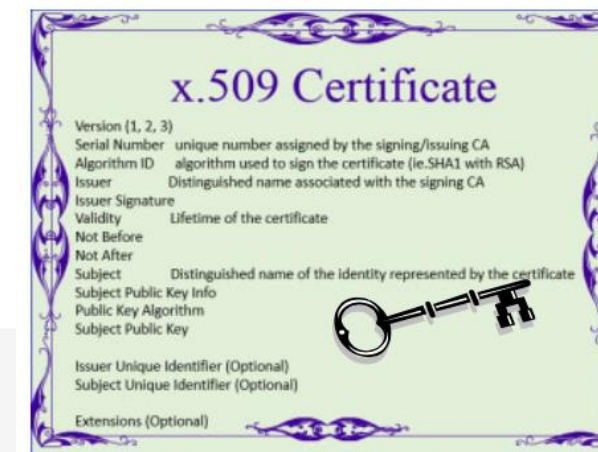 x.509 Certificate
Version (1, 2, 3)
Serial Number unique number assigned by the signing/issuing CA
Algorithm ID algorithm used to sign the certificate (ie.SHA1 with RSA)
Issuer Distinguished name associated with the signing CA
Issuer Signature
Validity Lifetime of the certificate
Not Before
Not After
Subject Distinguished name of the identity represented by the certificate
Subject Public Key Info
Public Key Algorithm
Subject Public Key
Issuer Unique Identifier (Optional)
Subject Unique Identifier (Optional)
Extensions (Optional)